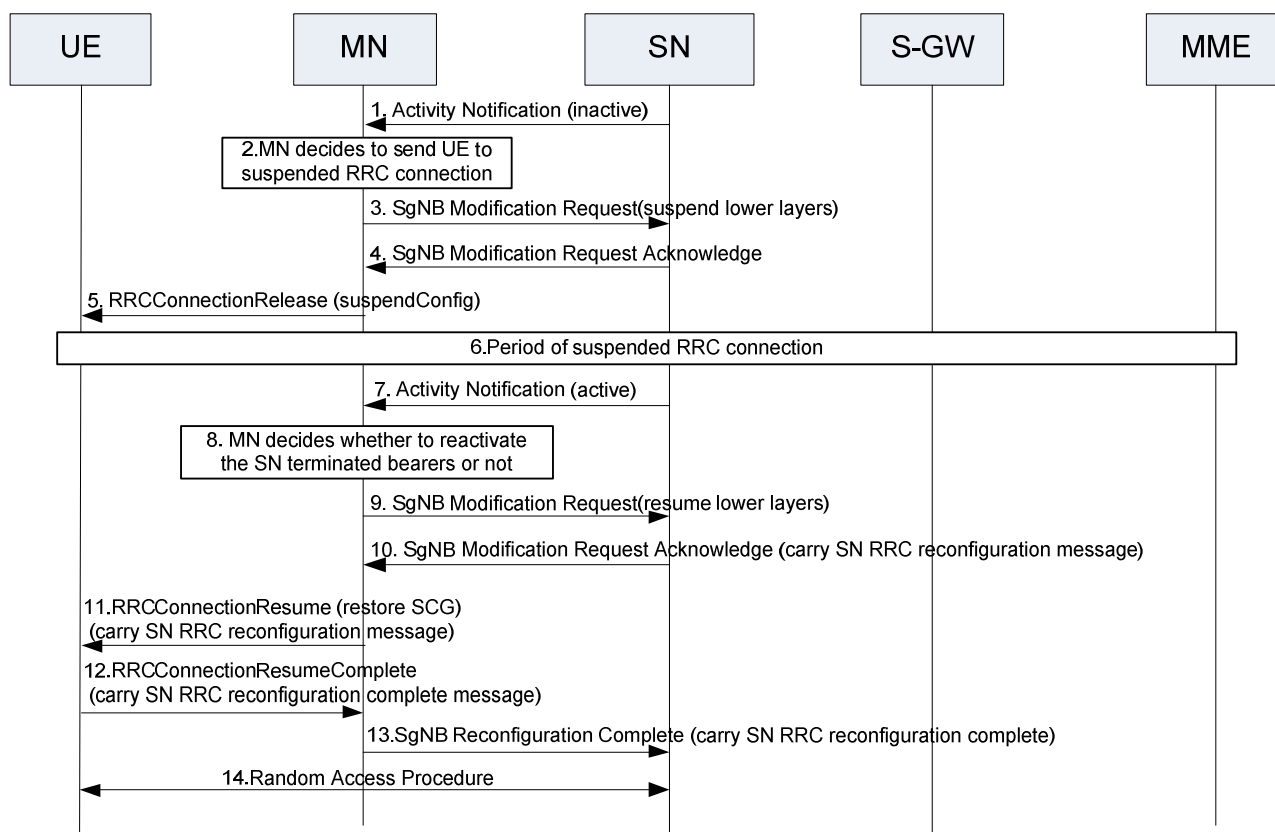 UE
MN
SN
S-GW
MME
1. Activity Notification (inactive)
2.MN decides to send UE to
suspended RRC connection
3. SgNB Modification Request(suspend lower layers)
4. SgNB Modification Request Acknowledge
5. RRCConnectionRelease (suspendConfig)
6.Period of suspended RRC connection
7. Activity Notification (active)
8. MN decides whether to reactivate
the SN terminated bearers or not
9. SgNB Modification Request(resume lower layers)
10. SgNB Modification Request Acknowledge (carry SN RRC reconfiguration message)
11.RRCConnectionResume (restore SCG)
(carry SN RRC reconfiguration message)
12.RRCConnectionResumeComplete
(carry SN RRC reconfiguration complete message)
13.SgNB Reconfiguration Complete (carry SN RRC reconfiguration complete)
14.Random Access Procedure